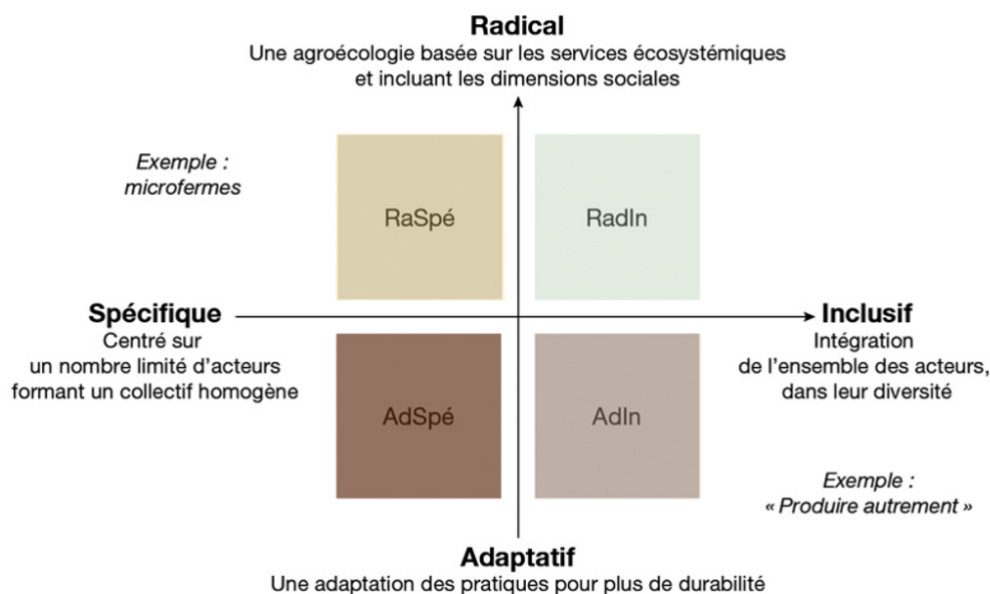 Radical
Une agroécologie basée sur les services écosystémiques
et incluant les dimensions sociales
Exemple :
microfermes
RaSpé
RadIn
Spécifique
Centré sur
un nombre limité d’acteurs
formant un collectif homogène
Inclusif
Intégration
de l’ensemble des acteurs,
dans leur diversité
AdSpé
AdIn
Exemple :
« Produire autrement »
Adaptatif
Une adaptation des pratiques pour plus de durabilité